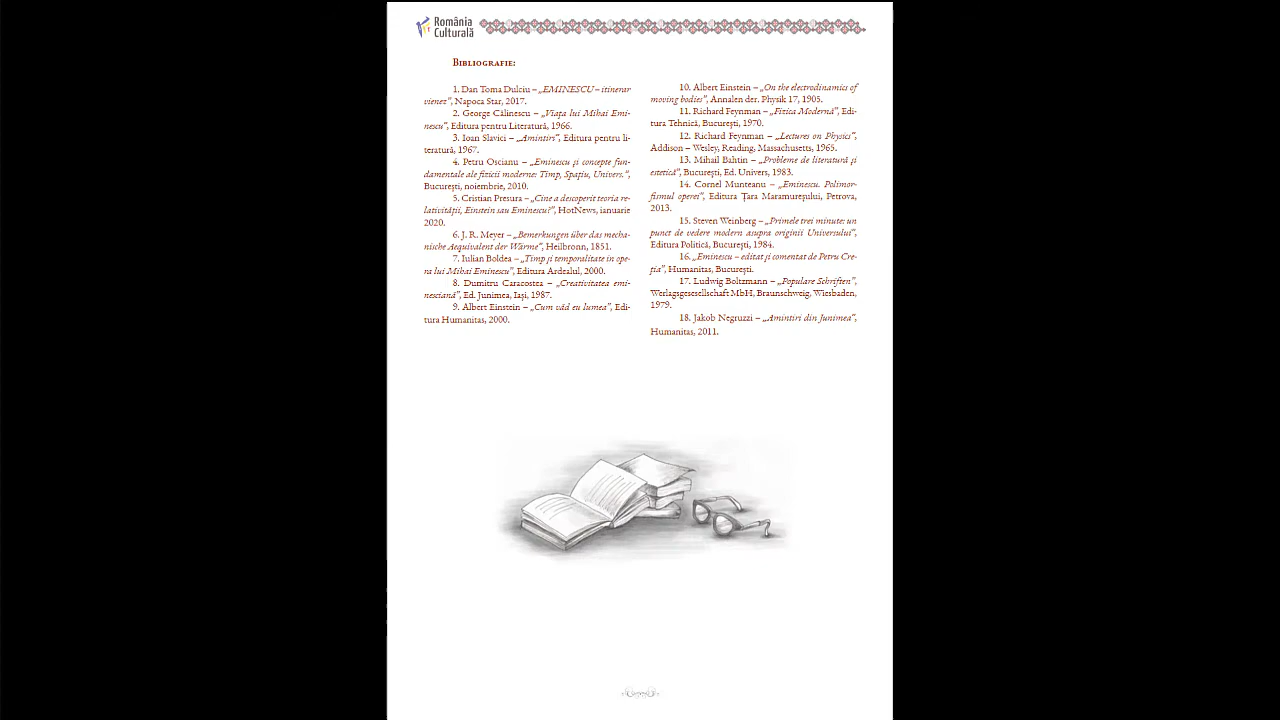 România
Culturală
Bibliografie:
1. Dan Toma Dulciu – „EMINESCU – itinerar
vienez”, Napoca Star, 2017.
2. George Călinescu – „Viața lui Mihai Emi-
nescu”, Editura pentru Literatură, 1966.
3. Ioan Slavici – „Amintiri”, Editura pentru li-
teratură, 1967.
4. Petru Osoianu – „Eminescu și concepte fun-
damentale ale fizicii moderne: Timp, Spațiu, Univers.”,
București, noiembrie, 2010.
5. Cristian Presura – „Cine a descoperit teoria re-
lativității, Einstein sau Eminescu?”, HotNews, ianuarie
2020.
6. J. R. Meyer – „Bemerkungen über das mecha-
nische Aequivalent der Wärme”, Heilbronn, 1851.
7. Iulian Boldea – „Timp și temporalitate în ope-
ra lui Mihai Eminescu”, Editura Ardealul, 2000.
8. Dumitru Caracostea – „Creativitatea emi-
nesciană”, Ed. Junimea, Iași, 1987.
9. Albert Einstein – „Cum văd eu lumea”, Edi-
tura Humanitas, 2000.
10. Albert Einstein – „On the electrodinamics of
moving bodies”, Annalen der. Physik 17, 1905.
11. Richard Feynman – „Fizica Modernă”, Edi-
tura Tehnică, București, 1970.
12. Richard Feynman – „Lectures on Physics”,
Addison – Wesley, Reading, Massachusetts, 1965.
13. Mihail Bahtin – „Probleme de literatură și
estetică”, București, Ed. Univers, 1983.
14. Cornel Munteanu – „Eminescu. Polimor-
fismul operei”, Editura Țara Maramureșului, Petrova,
2013.
15. Steven Weinberg – „Primele trei minute: un
punct de vedere modern asupra originii Universului”,
Editura Politică, București, 1984.
16. „Eminescu – editat și comentat de Petru Cre-
ția”, Humanitas, București.
17. Ludwig Boltzmann – „Populare Schriften”,
Werlagsgesesellschaft MbH, Braunschweig, Wiesbaden,
1979.
18. Jakob Negruzzi – „Amintiri din Junimea”,
Humanitas, 2011.